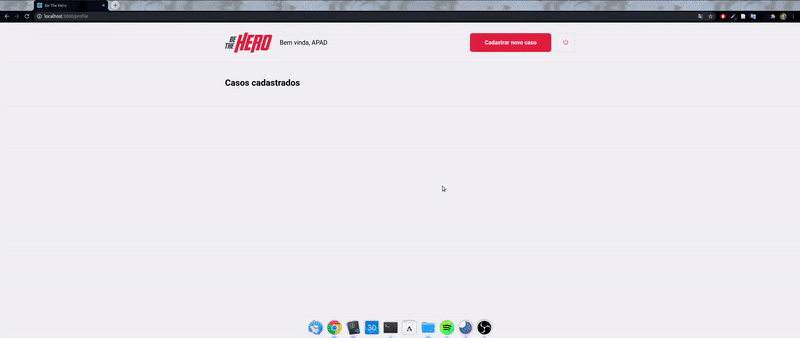 Be The Hero
localhost:3000/profile
BE THE HERO
Bem vinda, APAD
Cadastrar novo caso
Casos cadastrados
30